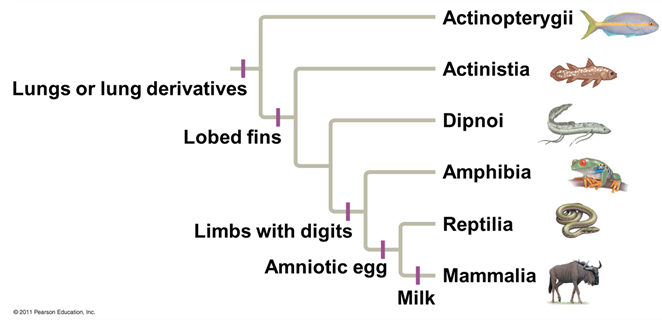 Actinopterygii
Actinistia
Lungs or lung derivatives
Dipnoi
Lobed fins
Amphibia
Reptilia
Limbs with digits
Amniotic egg
Mammalia
Milk
© 2011 Pearson Education, Inc.